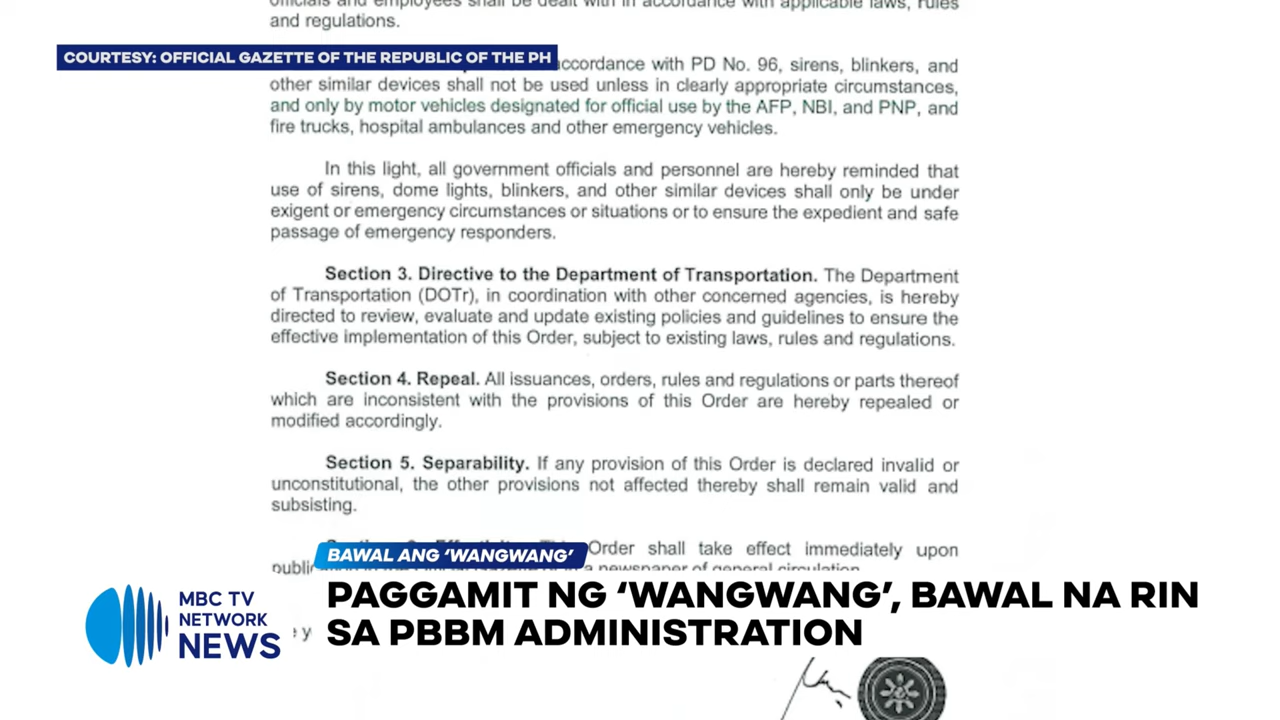 officials and employees shall be dealt with in accordance with applicable laws, rules
and regulations.
COURTESY: OFFICIAL GAZETTE OF THE REPUBLIC OF THE PH
accordance with PD No. 96, sirens, blinkers, and
other similar devices shall not be used unless in clearly appropriate circumstances,
and only by motor vehicles designated for official use by the AFP, NBI, and PNP, and
fire trucks, hospital ambulances and other emergency vehicles.
In this light, all government officials and personnel are hereby reminded that
use of sirens, dome lights, blinkers, and other similar devices shall only be under
exigent or emergency circumstances or situations or to ensure the expedient and safe
passage of emergency responders.
Section 3. Directive to the Department of Transportation. The Department
of Transportation (DOTr), in coordination with other concerned agencies, is hereby
directed to review, evaluate and update existing policies and guidelines to ensure the
effective implementation of this Order, subject to existing laws, rules and regulations.
Section 4. Repeal. All issuances, orders, rules and regulations or parts thereof
which are inconsistent with the provisions of this Order are hereby repealed or
modified accordingly.
Section 5. Separability. If any provision of this Order is declared invalid or
unconstitutional, the other provisions not affected thereby shall remain valid and
subsisting.
Order shall take effect immediately upon
a newspaper of general circulation
BAWAL ANG ‘WANGWANG’
PAGGAMIT NG ‘WANGWANG’, BAWAL NA RIN
SA PBBM ADMINISTRATION
MBC TV
NETWORK
NEWS